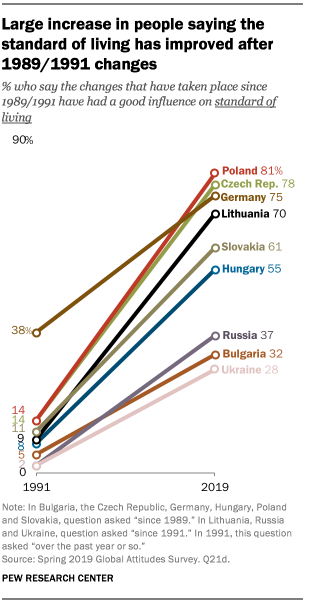 Large increase in people saying the
standard of living has improved after
1989/1991 changes
% who say the changes that have taken place since
1989/1991 have had a good influence on standard of
living
90%
Poland 81%
Czech Rep. 78
Germany 75
Lithuania 70
Slovakia 61
Hungary 55
Russia 37
Bulgaria 32
Ukraine 28
38%
14
14
11
9
8
5
2
0
1991
2019
Note: In Bulgaria, the Czech Republic, Germany, Hungary, Poland
and Slovakia, question asked “since 1989.” In Lithuania, Russia
and Ukraine, question asked “since 1991.” In 1991, this question
asked “over the past year or so.”
Source: Spring 2019 Global Attitudes Survey. Q21d.
PEW RESEARCH CENTER